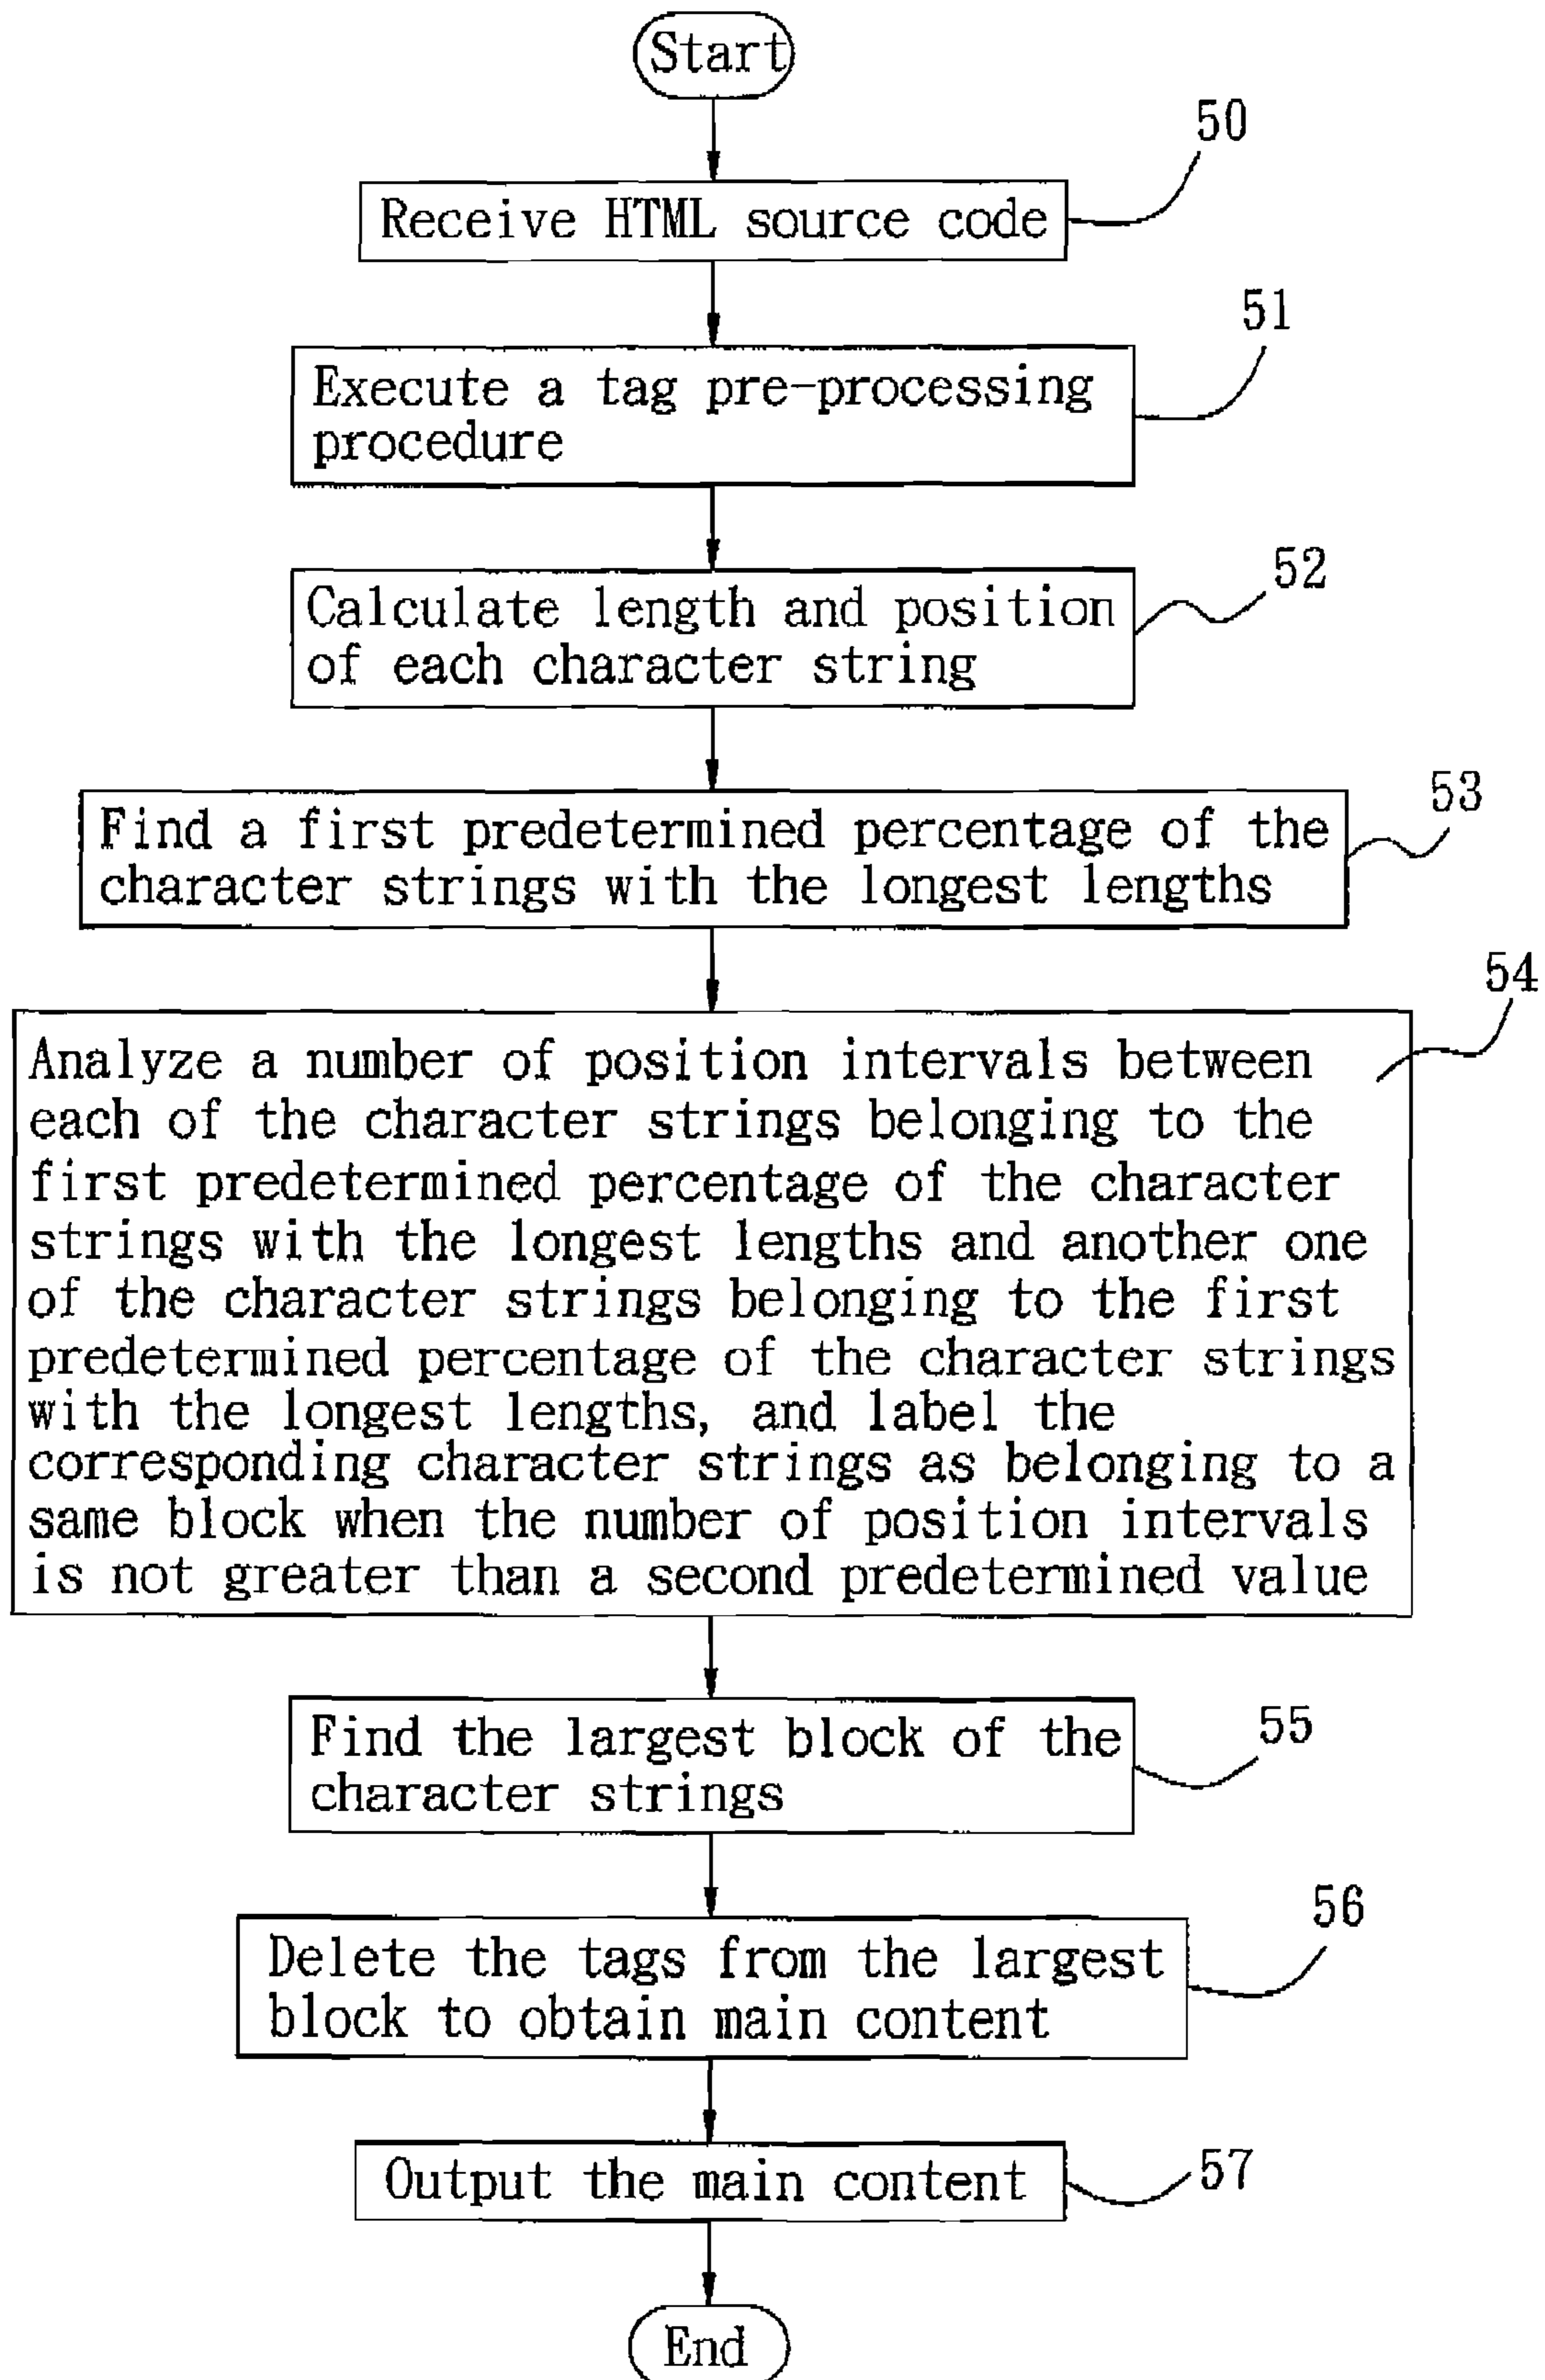 Start
50
Receive HTML source code
51
Execute a tag pre-processing
procedure
52
Calculate length and position
of each character string
53
Find a first predetermined percentage of the
character strings with the longest lengths
54
Analyze a number of position intervals between
each of the character strings belonging to the
first predetermined percentage of the character
strings with the longest lengths and another one
of the character strings belonging to the first
predetermined percentage of the character strings
with the longest lengths, and label the
corresponding character strings as belonging to a
same block when the number of position intervals
is not greater than a second predetermined value
55
Find the largest block of the
character strings
56
Delete the tags from the largest
block to obtain main content
57
Output the main content
End